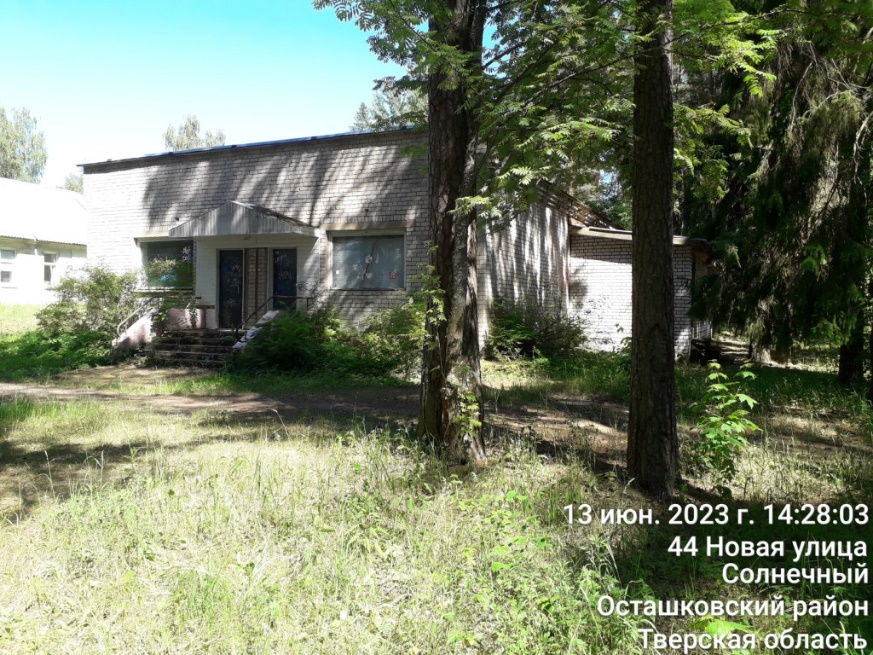 13 июн. 2023 г. 14:28:03
44 Новая улица
Солнечный
Осташковский район
Тверская область